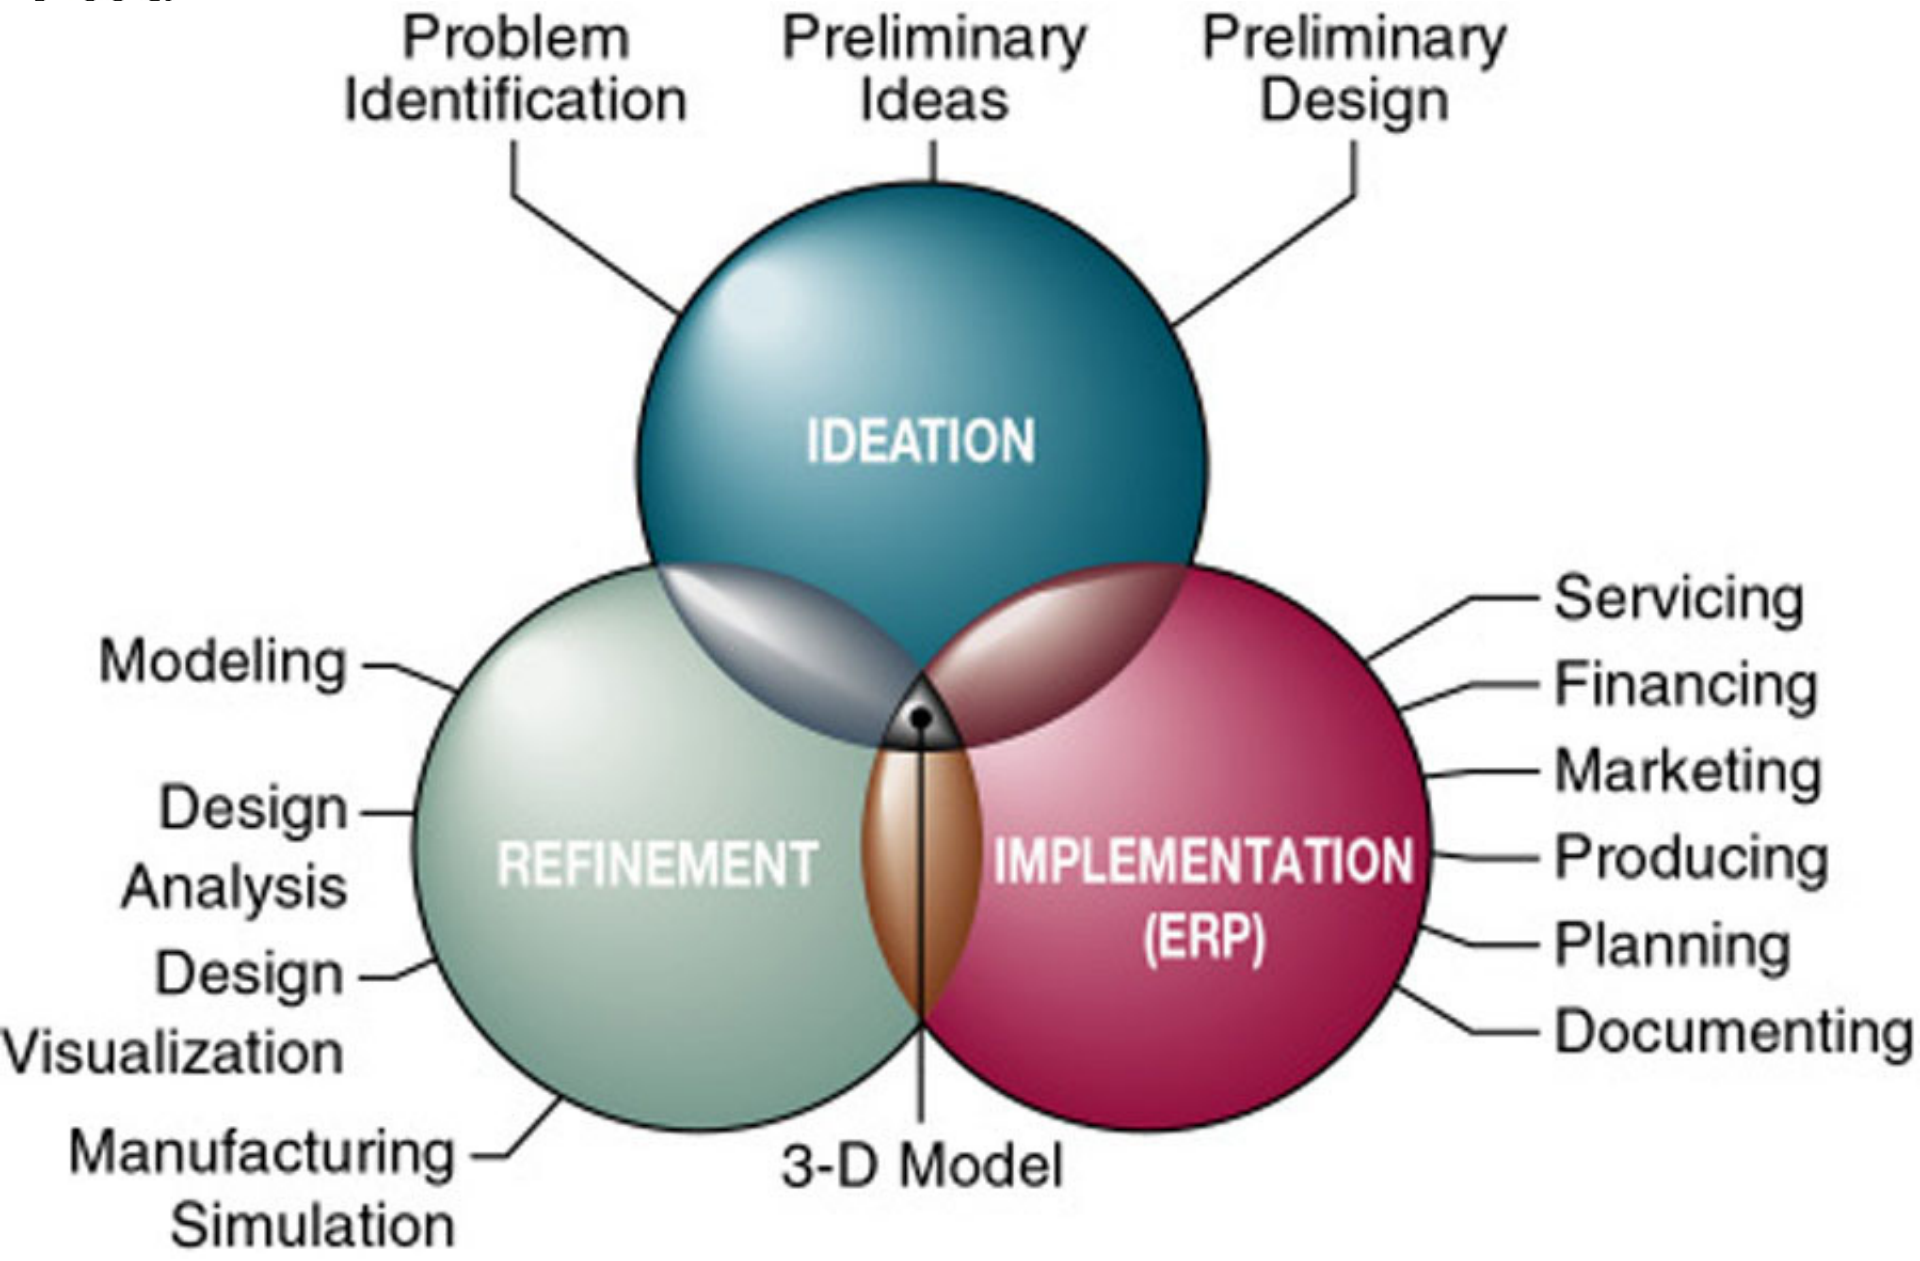 Problem
Identification
Preliminary
Ideas
Preliminary
Design
IDEATION
Modeling
Design
Analysis
Design
Visualization
Manufacturing
Simulation
REFINEMENT
IMPLEMENTATION
(ERP)
Servicing
Financing
Marketing
Producing
Planning
Documenting
3-D Model